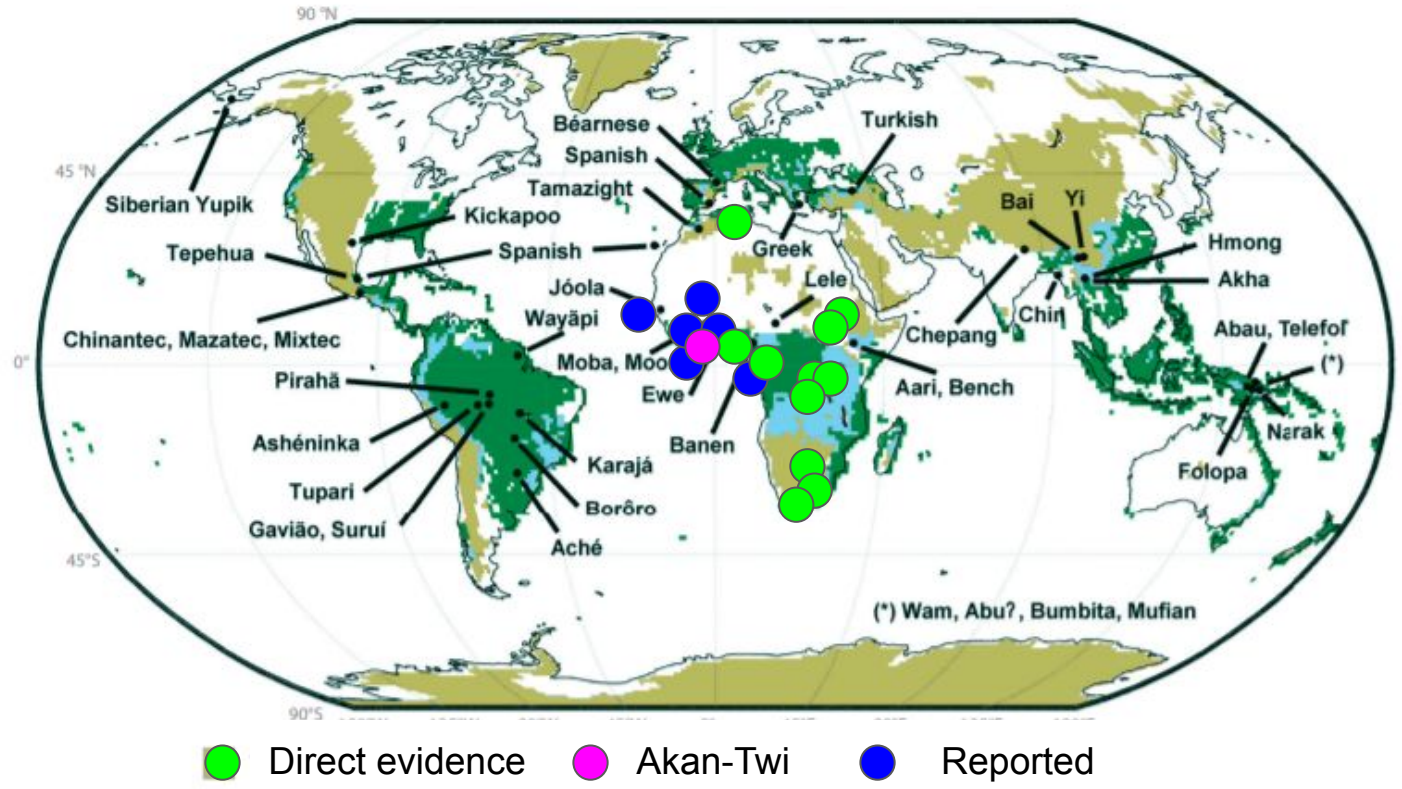 90 °N
Béarnese
Turkish
Spanish
45 °N
Tamazight
Siberian Yupik
Bai
Yi
Kickapoo
Tepehua
Spanish
Greek
Hmong
Lele
Akha
Jóola
Chinantec, Mazatec, Mixtec
Wayãpi
Chepang
Chin
Abau, Telefol
0°
Moba, Moo
(*)
Pirahã
Ewe
Aari, Bench
Ashéninka
Banen
Narak
Karajá
Folopa
Tupari
Borôro
Gavião, Suruí
Aché
45°S
(*) Wam, Abu?, Bumbita, Mufian
90°S
Direct evidence
Akan-Twi
Reported